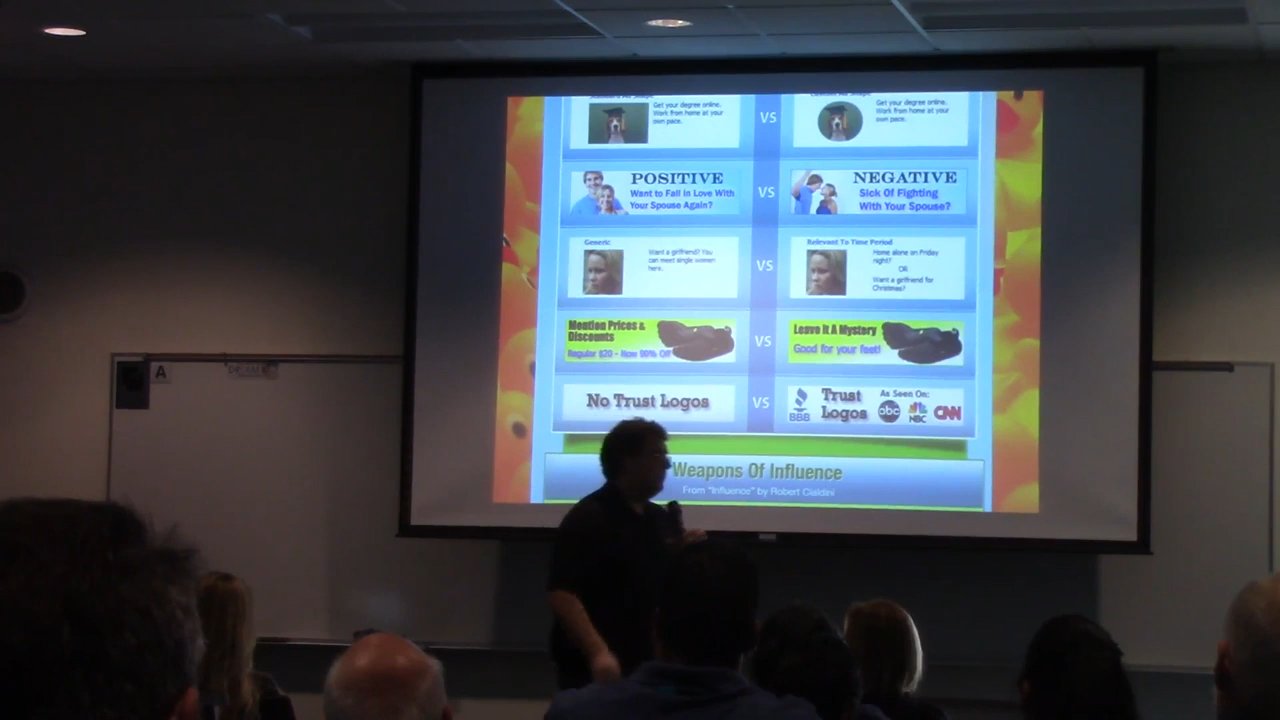 Get your degree online.
Work from home at your
own pace.
VS
Get your degree online.
Work from home at your
own pace.
POSITIVE
Want to Fall in Love With
Your Spouse Again?
VS
NEGATIVE
Sick Of Fighting
With Your Spouse?
Generic
Want a girlfriend? You
can meet single women
here.
VS
Relevant To Time Period
Home alone on Friday
night?
OR
Want a girlfriend for
Christmas?
Mention Prices &
Discounts
Regular $20 - Now 90% Off
VS
Leave It A Mystery
Good for your feet!
No Trust Logos
VS
BBB
Trust
Logos
As Seen On:
abc
NBC
CNN
Weapons Of Influence
From "Influence" by Robert Cialdini
A